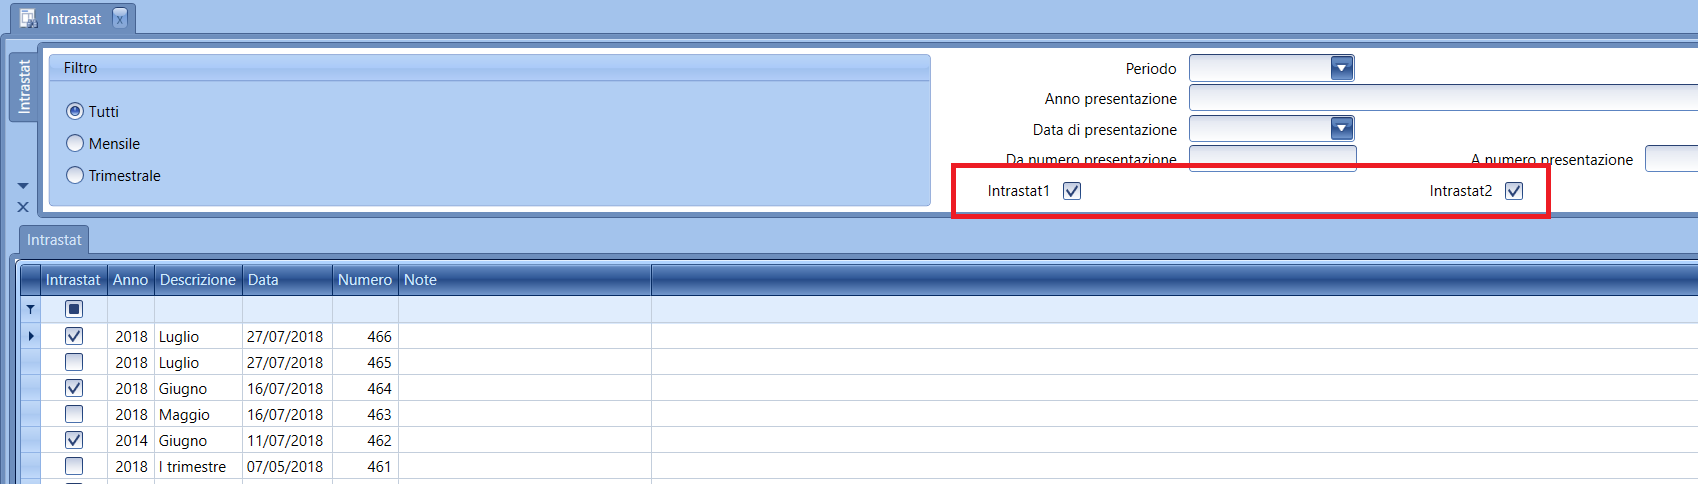 Intrastat x
Intrastat
Filtro
Tutti
Mensile
Trimestrale
Periodo
Anno presentazione
Data di presentazione
Da numero presentazione A numero presentazione
Intrastat1 Intrastat2
Intrastat
Intrastat Anno Descrizione Data Numero Note
2018 Luglio 27/07/2018 466
2018 Luglio 27/07/2018 465
2018 Giugno 16/07/2018 464
2018 Maggio 16/07/2018 463
2014 Giugno 11/07/2018 462
2018 I trimestre 07/05/2018 461